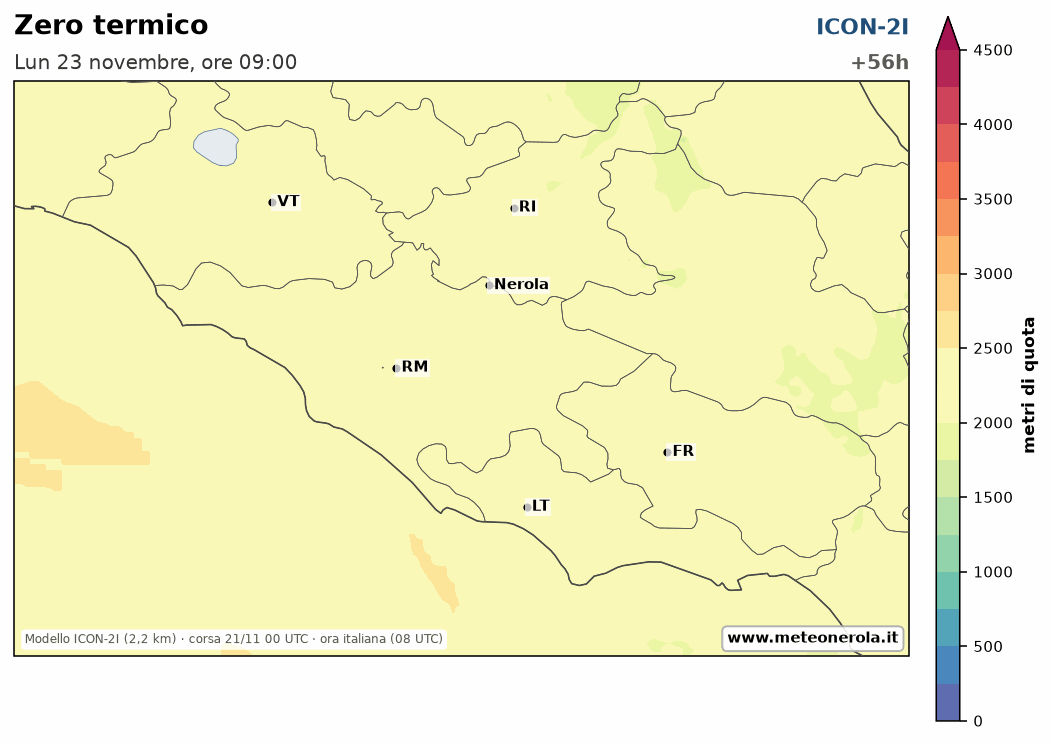 Zero termico
ICON-2I
Lun 23 novembre, ore 09:00
+56h
VT
RI
Nerola
RM
FR
LT
Modello ICON-2I (2,2 km) · corsa 21/11 00 UTC · ora italiana (08 UTC)
www.meteonerola.it
4500
4000
3500
3000
2500
2000
1500
1000
500
0
metri di quota